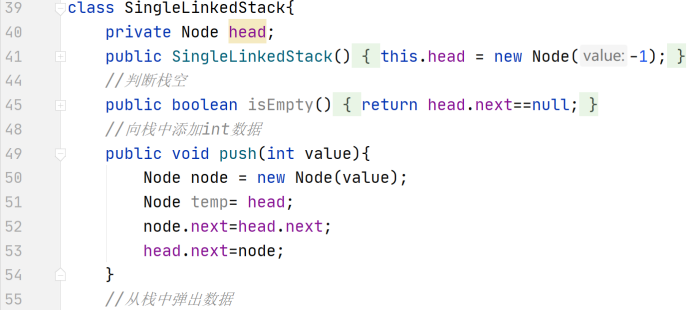 39 class SingleLinkedStack{
40 private Node head;
41 public SingleLinkedStack() { this.head = new Node( value: -1); }
44 //判断栈空
45 public boolean isEmpty() { return head.next==null; }
48 //向栈中添加int数据
49 public void push(int value){
50 Node node = new Node(value);
51 Node temp= head;
52 node.next=head.next;
53 head.next=node;
54 }
55 //从栈中弹出数据